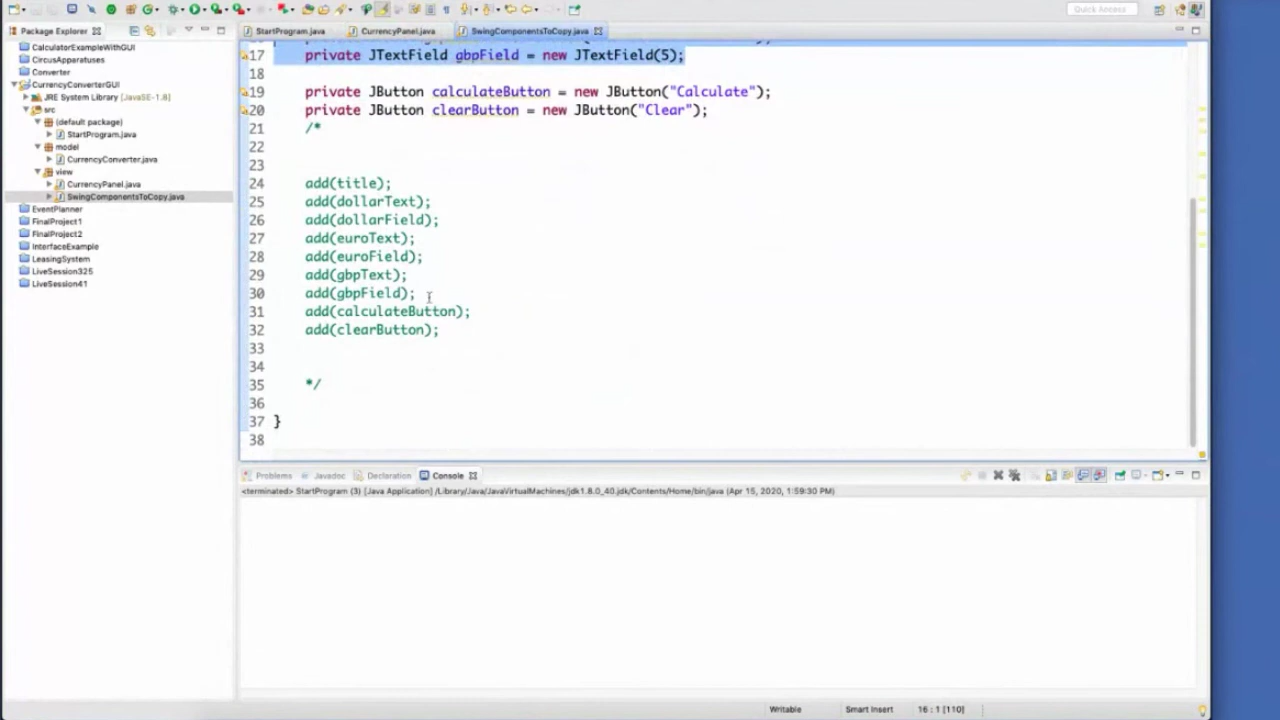 Quick Access
Package Explorer
StartProgram.java
CurrencyPanel.java
SwingComponentsToCopy.java
CalculatorExampleWithGUI
CircusApparatuses
Converter
CurrencyConverterGUI
JRE System Library [JavaSE-1.8]
src
(default package)
StartProgram.java
model
CurrencyConverter.java
view
CurrencyPanel.java
SwingComponentsToCopy.java
EventPlanner
FinalProject1
FinalProject2
InterfaceExample
LeasingSystem
LiveSession325
LiveSession41
17 private JTextField gbpField = new JTextField(5);
18
19 private JButton calculateButton = new JButton("Calculate");
20 private JButton clearButton = new JButton("Clear");
21 /*
22
23
24 add(title);
25 add(dollarText);
26 add(dollarField);
27 add(euroText);
28 add(euroField);
29 add(gbpText);
30 add(gbpField);
31 add(calculateButton);
32 add(clearButton);
33
34
35 */
36
37 }
38
Problems Javadoc Declaration Console
<terminated> StartProgram (3) [Java Application] /Library/Java/JavaVirtualMachines/jdk1.8.0_40.jdk/Contents/Home/bin/java (Apr 15, 2020, 1:59:30 PM)
Writable Smart Insert 16 : 1 [110]